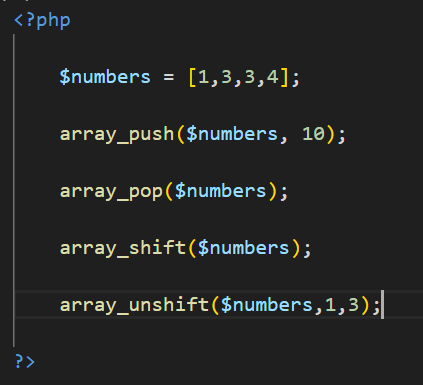 <?php
$numbers = [1,3,3,4];
array_push($numbers, 10);
array_pop($numbers);
array_shift($numbers);
array_unshift($numbers,1,3);
?>